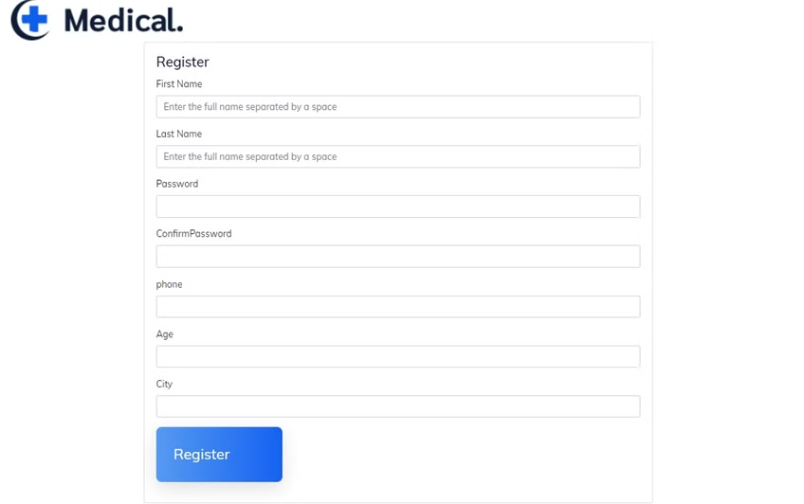 Medical.
Register
First Name
Enter the full name separated by a space
Last Name
Enter the full name separated by a space
Password
ConfirmPassword
phone
Age
City
Register